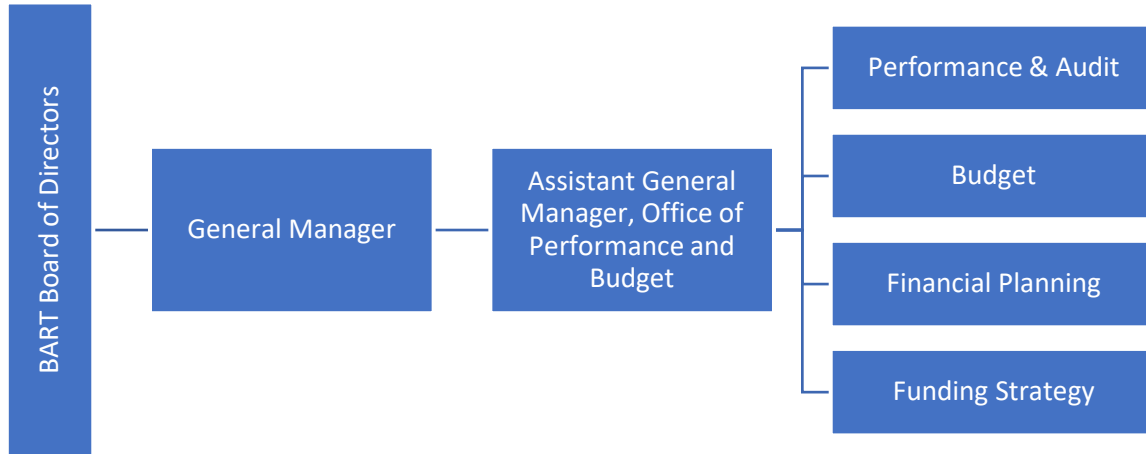 BART Board of Directors
General Manager
Assistant General
Manager, Office of
Performance and
Budget
Performance & Audit
Budget
Financial Planning
Funding Strategy